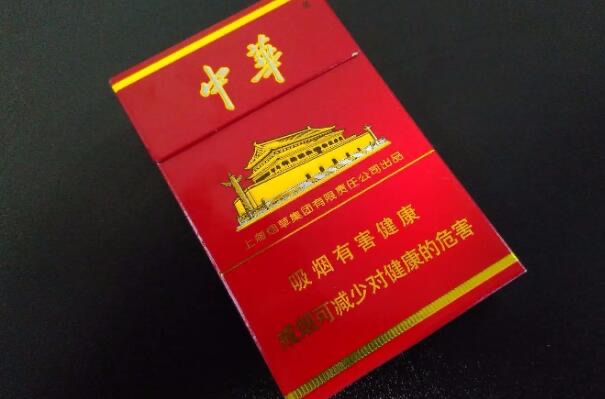 中华
上海烟草集团有限责任公司出品
吸烟有害健康
戒烟可减少对健康的危害